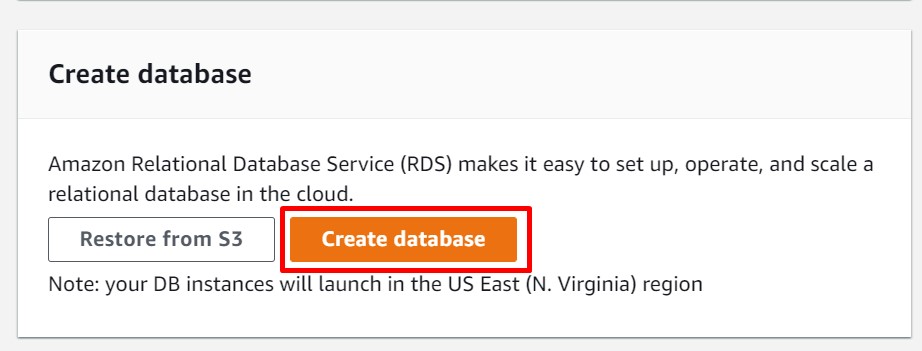 Create database
Amazon Relational Database Service (RDS) makes it easy to set up, operate, and scale a
relational database in the cloud.
Restore from S3 Create database
Note: your DB instances will launch in the US East (N. Virginia) region